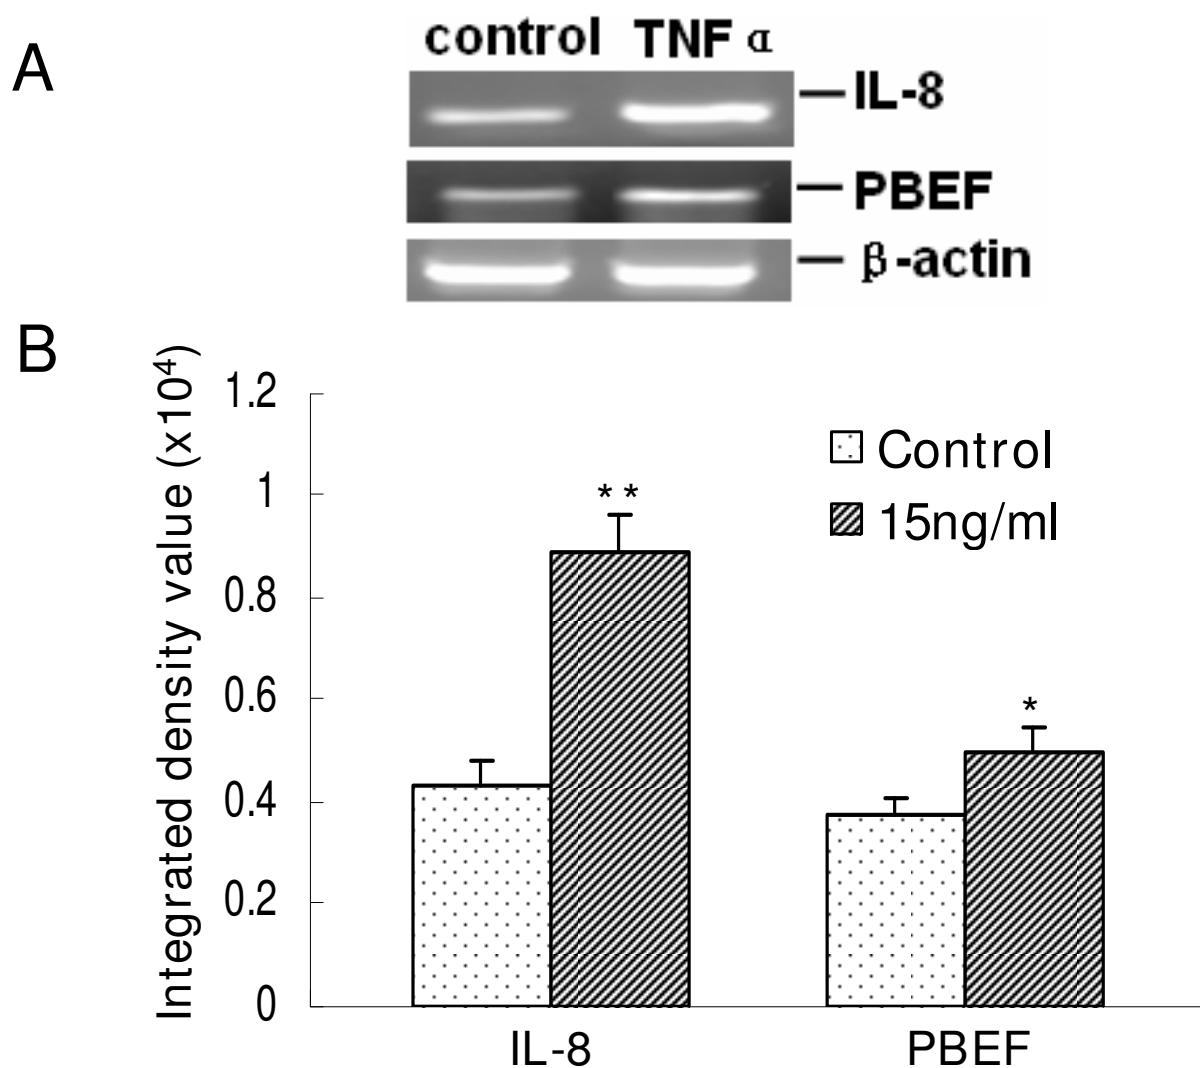 A
control TNF α
IL-8
PBEF
β-actin
B
Integrated density value (x10⁴)
1.2
1
0.8
0.6
0.4
0.2
0
Control
15ng/ml
**
*
IL-8
PBEF